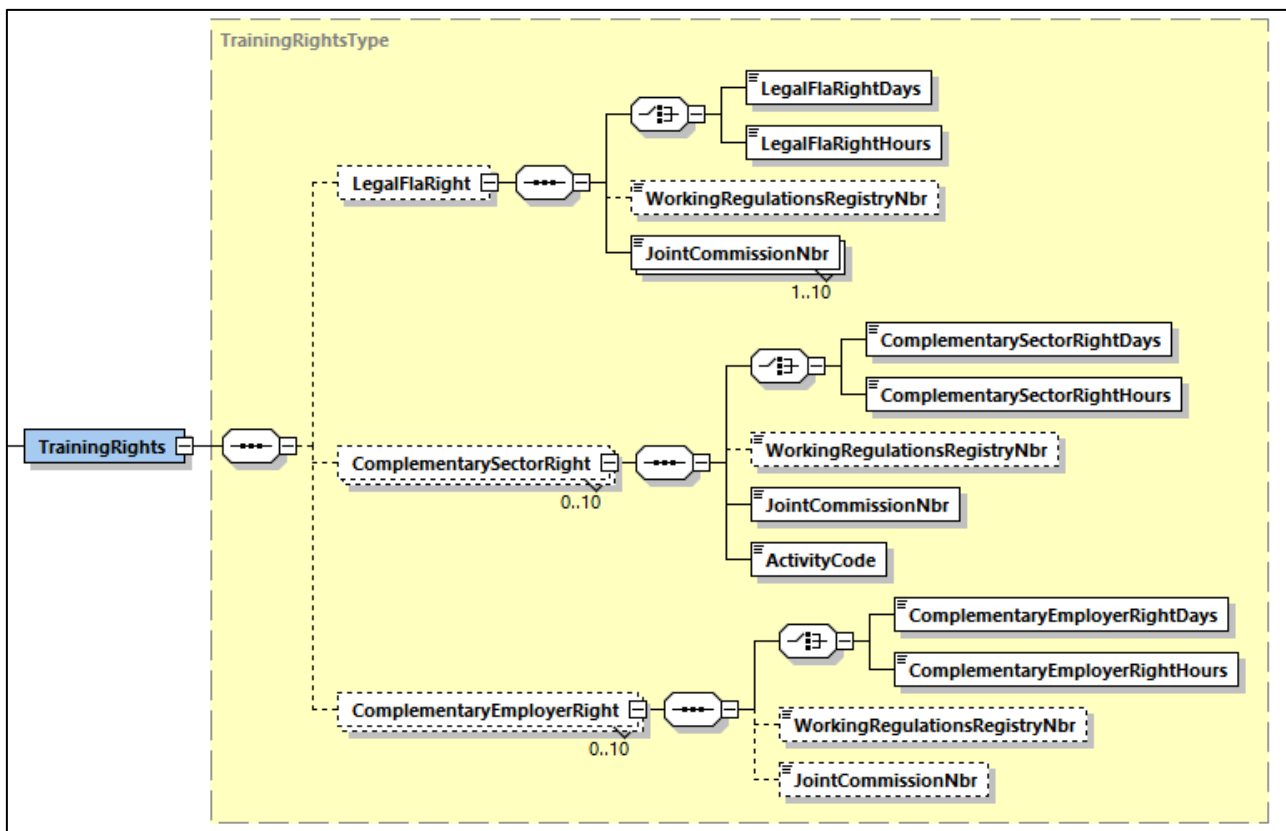 TrainingRightsType
LegalFlaRightDays
LegalFlaRightHours
LegalFlaRight
WorkingRegulationsRegistryNbr
JointCommissionNbr
1..10
ComplementarySectorRightDays
ComplementarySectorRightHours
TrainingRights
ComplementarySectorRight
0..10
WorkingRegulationsRegistryNbr
JointCommissionNbr
ActivityCode
ComplementaryEmployerRightDays
ComplementaryEmployerRightHours
ComplementaryEmployerRight
0..10
WorkingRegulationsRegistryNbr
JointCommissionNbr